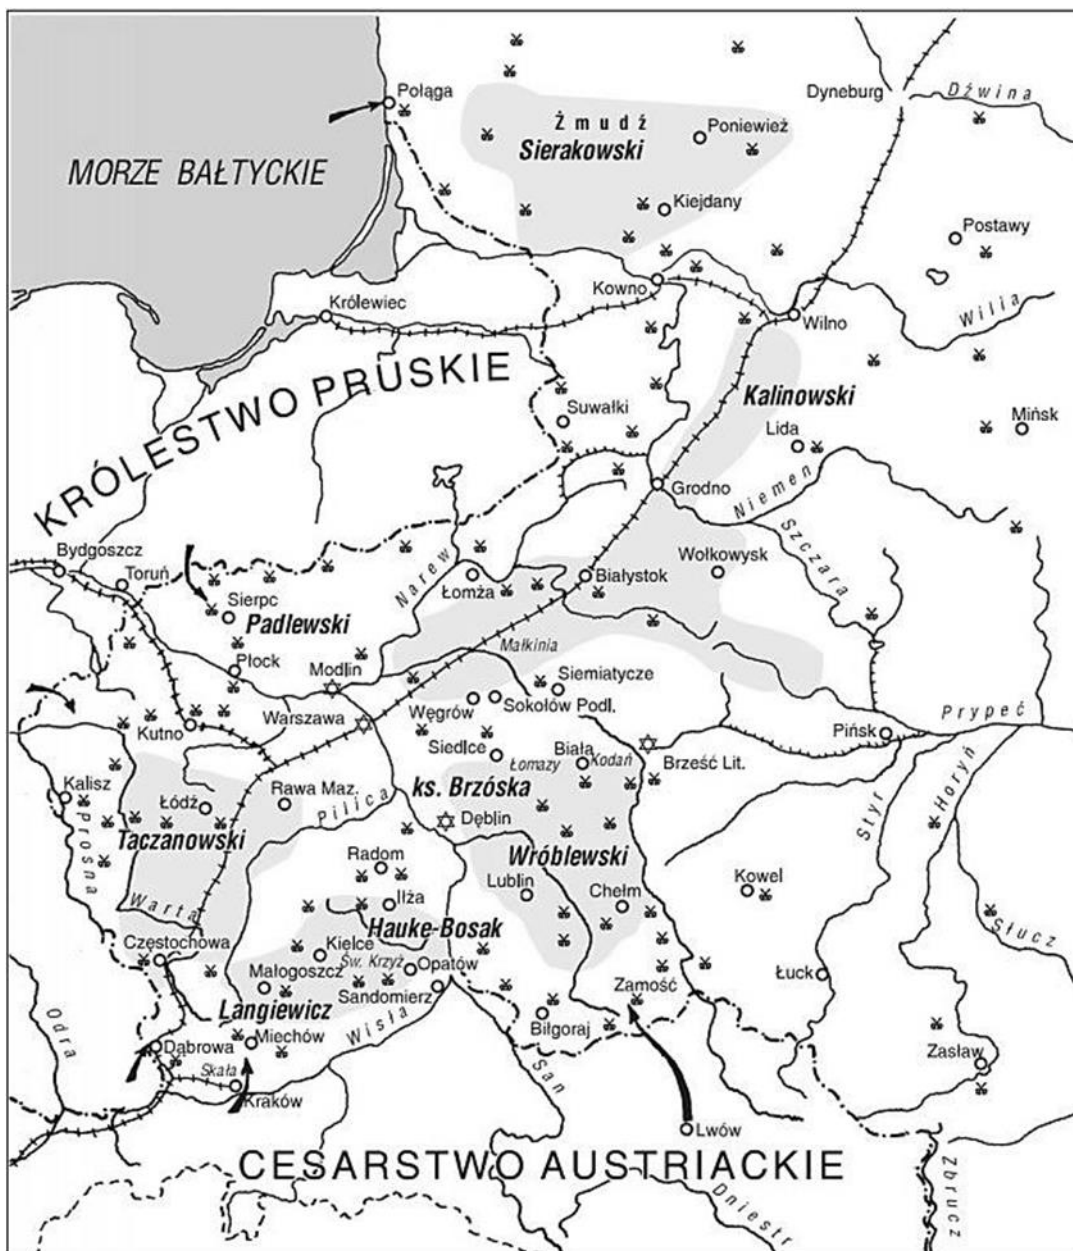 Połąga
Dyneburg
Dźwina
Żmudź
Sierakowski
Poniewież
MORZE BAŁTYCKIE
Kiejdany
Postawy
Kowno
Królewiec
Wilno
Wilia
KRÓLESTWO PRUSKIE
Kalinowski
Suwałki
Lida
Mińsk
Grodno
Niemen
Szczara
Bydgoszcz
Toruń
Narew
Łomża
Białystok
Wołkowysk
Sierpc
Padlewski
Płock
Modlin
Małkinia
Siemiatycze
Sokołów Podl.
Węgrów
Warszawa
Kutno
Siedlce
Łomazy
Biała
Kodań
Brześć Lit.
Pińsk
Prypeć
Kalisz
Prosna
Łódź
Rawa Maz.
Pilica
ks. Brzóska
Dęblin
Taczanowski
Styr
Horyń
Wróblewski
Radom
Iłża
Lublin
Chełm
Kowel
Warta
Hauke-Bosak
Słucz
Częstochowa
Kielce
Św. Krzyż
Opatów
Małogoszcz
Sandomierz
Zamość
Łuck
Langiewicz
Miechów
Wisła
Biłgoraj
Odra
Dąbrowa
Skała
Kraków
San
Zasław
Lwów
CESARSTWO AUSTRIACKIE
Dniestr
Zbrucz